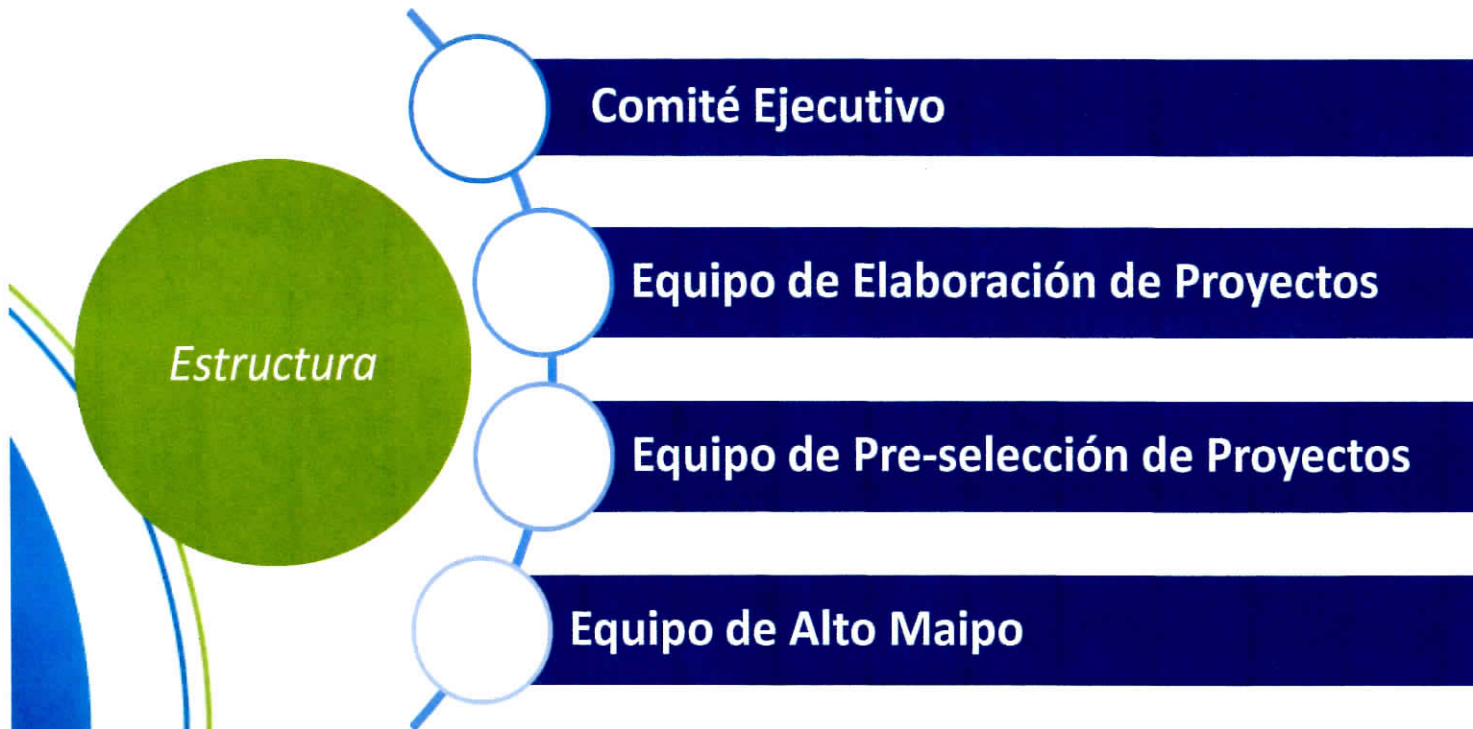 Estructura
Comité Ejecutivo
Equipo de Elaboración de Proyectos
Equipo de Pre-selección de Proyectos
Equipo de Alto Maipo